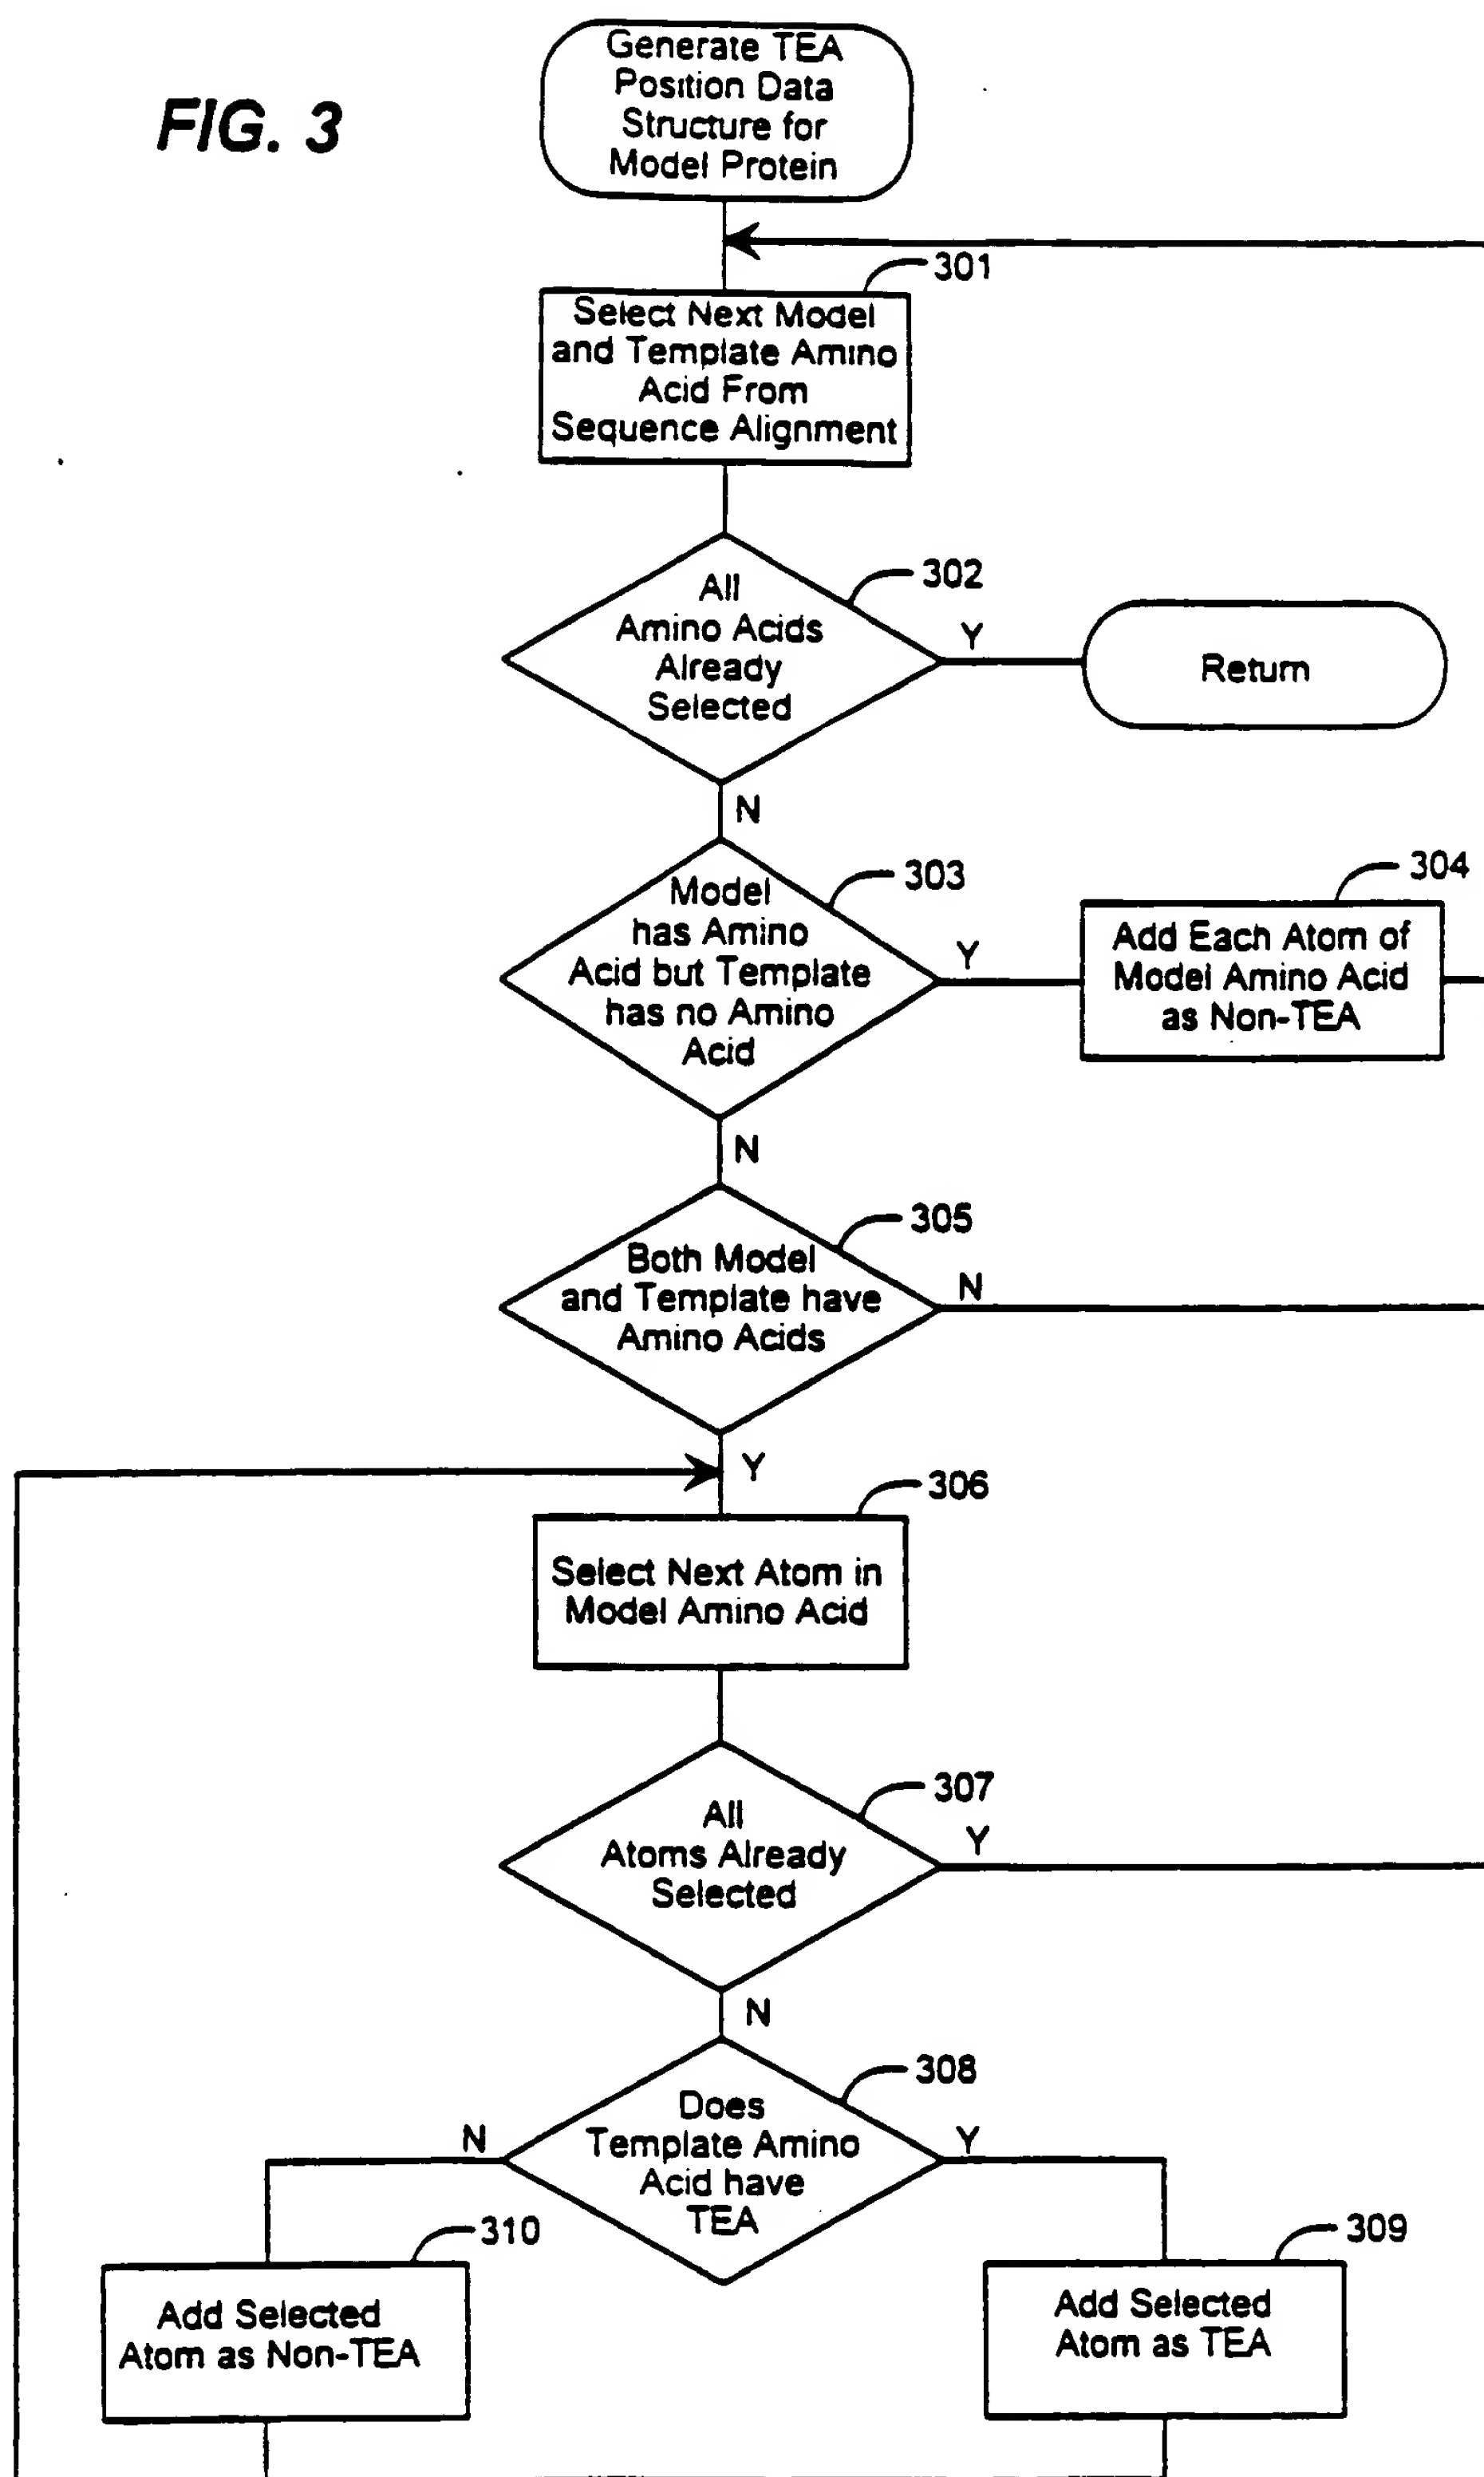 FIG. 3
Generate TEA
Position Data
Structure for
Model Protein
301
Select Next Model
and Template Amino
Acid From
Sequence Alignment
302
All
Amino Acids
Already
Selected
Y
Return
N
303
Model
has Amino
Acid but Template
has no Amino
Acid
Y
304
Add Each Atom of
Model Amino Acid
as Non-TEA
N
305
Both Model
and Template have
Amino Acids
N
Y
306
Select Next Atom in
Model Amino Acid
307
All
Atoms Already
Selected
Y
N
308
Does
Template Amino
Acid have
TEA
N
Y
310
Add Selected
Atom as Non-TEA
309
Add Selected
Atom as TEA